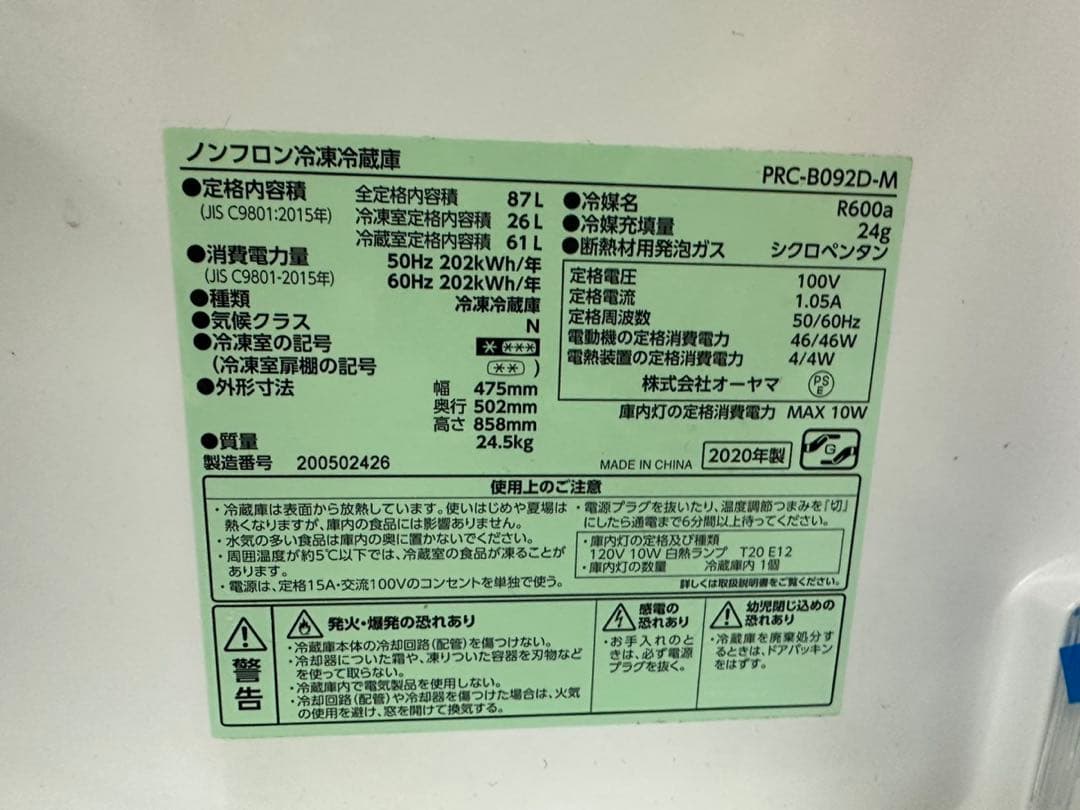 ノンフロン冷凍冷蔵庫
PRC-B092D-M
●定格内容積 全定格内容積 87L
(JIS C9801:2015年) 冷凍室定格内容積 26L
冷蔵室定格内容積 61L
●消費電力量 50Hz 202kWh/年
(JIS C9801-2015年) 60Hz 202kWh/年
●種類 冷凍冷蔵庫
●気候クラス N
●冷凍室の記号 * ***
(冷凍室扉棚の記号 ** )
●外形寸法 幅 475mm
奥行 502mm
高さ 858mm
●質量 24.5kg
製造番号 200502426
●冷媒名 R600a
●冷媒充填量 24g
●断熱材用発泡ガス シクロペンタン
定格電圧 100V
定格電流 1.05A
定格周波数 50/60Hz
電動機の定格消費電力 46/46W
電熱装置の定格消費電力 4/4W
株式会社オーヤマ PSE
庫内灯の定格消費電力 MAX 10W
MADE IN CHINA 2020年製 G
使用上のご注意
・冷蔵庫は表面から放熱しています。使いはじめや夏場は
熱くなりますが、庫内の食品には影響ありません。
・水気の多い食品は庫内の奥に置かないでください。
・周囲温度が約5℃以下では、冷蔵室の食品が凍ることが
あります。
・電源は、定格15A・交流100Vのコンセントを単独で使う。
・電源プラグを抜いたり、温度調節つまみを「切」
にしたら通電まで6分間以上待ってください。
・庫内灯の定格及び種類
120V 10W 白熱ランプ T20 E12
・庫内灯の数量 冷蔵庫内 1個
詳しくは取扱説明書をご覧ください。
警告
発火・爆発の恐れあり
・冷蔵庫本体の冷却回路(配管)を傷つけない。
・冷却器についた霜や、凍りついた容器を刃物など
を使って取らない。
・冷蔵庫内で電気製品を使用しない。
・冷却回路(配管)や冷却器を傷つけた場合は、火気
の使用を避け、窓を開けて換気する。
感電の
恐れあり
・お手入れのと
きは、必ず電源
プラグを抜く。
幼児閉じ込めの
恐れあり
・冷蔵庫を廃棄処分す
るときは、ドアパッキン
をはずす。